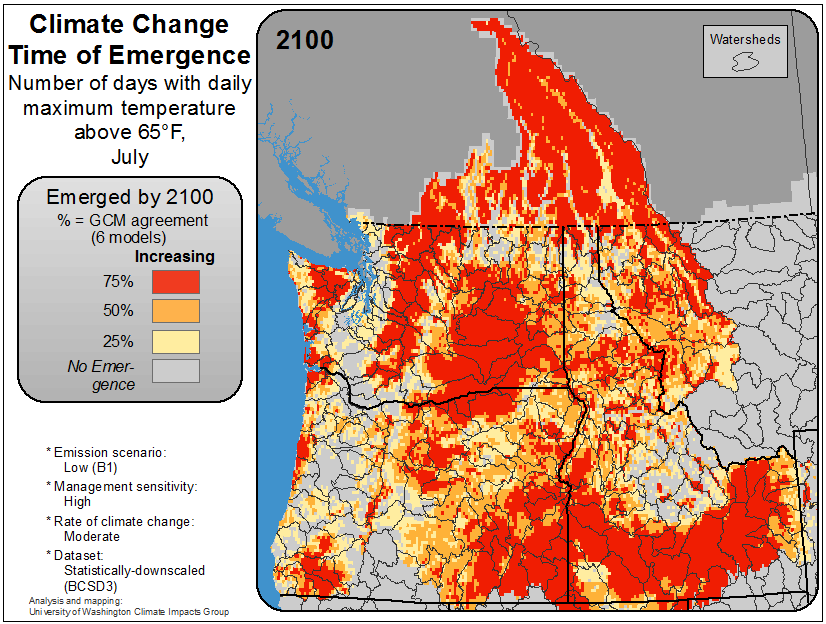 Climate Change
Time of Emergence
Number of days with daily
maximum temperature
above 65°F,
July
Emerged by 2100
% = GCM agreement
(6 models)
Increasing
75%
50%
25%
No Emer-
gence
* Emission scenario:
Low (B1)
* Management sensitivity:
High
* Rate of climate change:
Moderate
* Dataset:
Statistically-downscaled
(BCSD3)
Analysis and mapping:
University of Washington Climate Impacts Group
2100
Watersheds